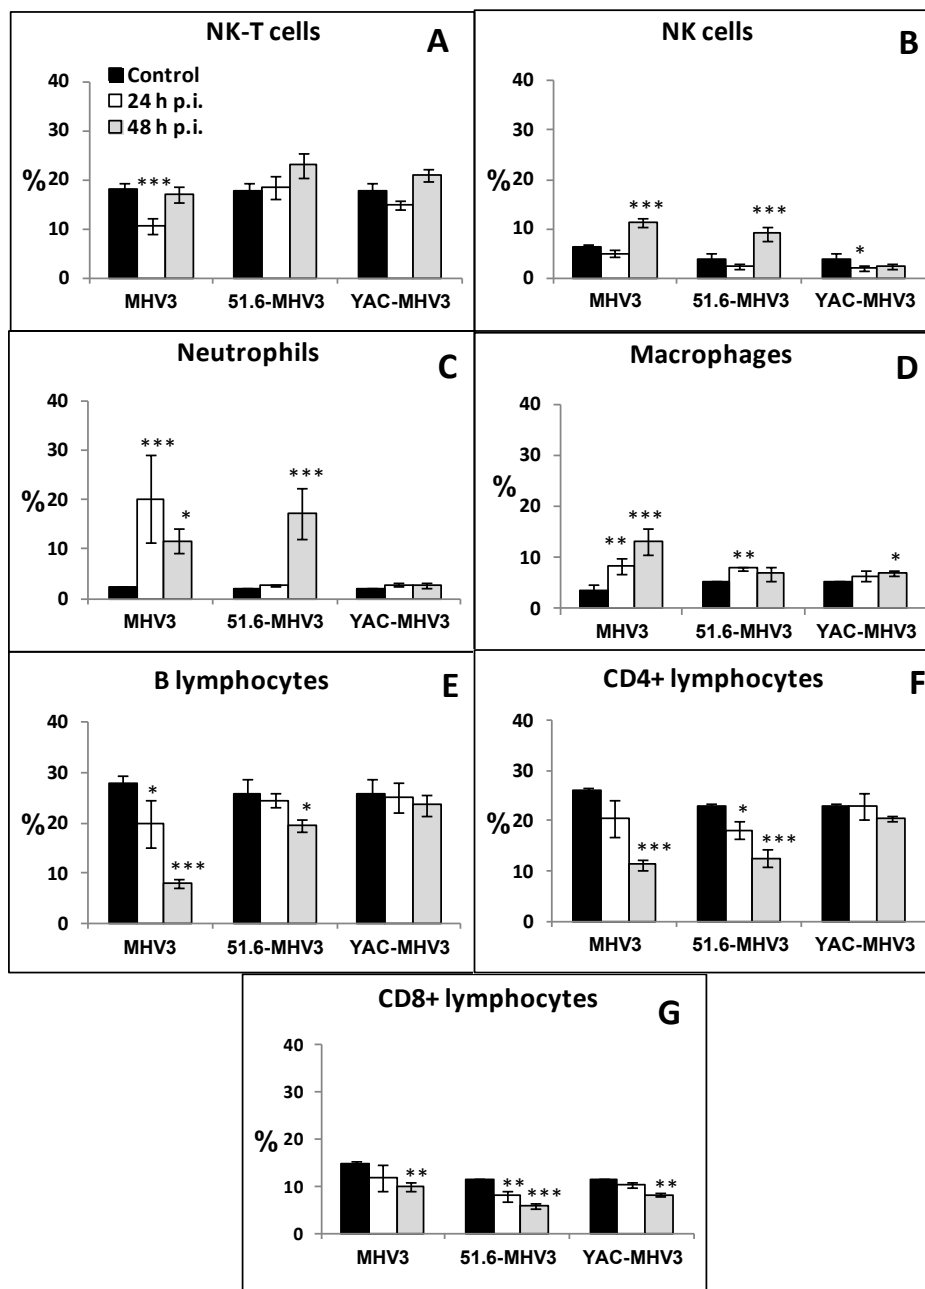 NK-T cells A
40
30
20
10
0
%
Control
24 h p.i.
48 h p.i.
***
MHV3 51.6-MHV3 YAC-MHV3
NK cells B
40
30
20
10
0
%
*** *** *
MHV3 51.6-MHV3 YAC-MHV3
Neutrophils C
40
30
20
10
0
%
*** * ***
MHV3 51.6-MHV3 YAC-MHV3
Macrophages D
40
30
20
10
0
%
** *** ** *
MHV3 51.6-MHV3 YAC-MHV3
B lymphocytes E
40
30
20
10
0
%
* *** *
MHV3 51.6-MHV3 YAC-MHV3
CD4+ lymphocytes F
40
30
20
10
0
%
*** * ***
MHV3 51.6-MHV3 YAC-MHV3
CD8+ lymphocytes G
40
30
20
10
0
%
** ** *** **
MHV3 51.6-MHV3 YAC-MHV3